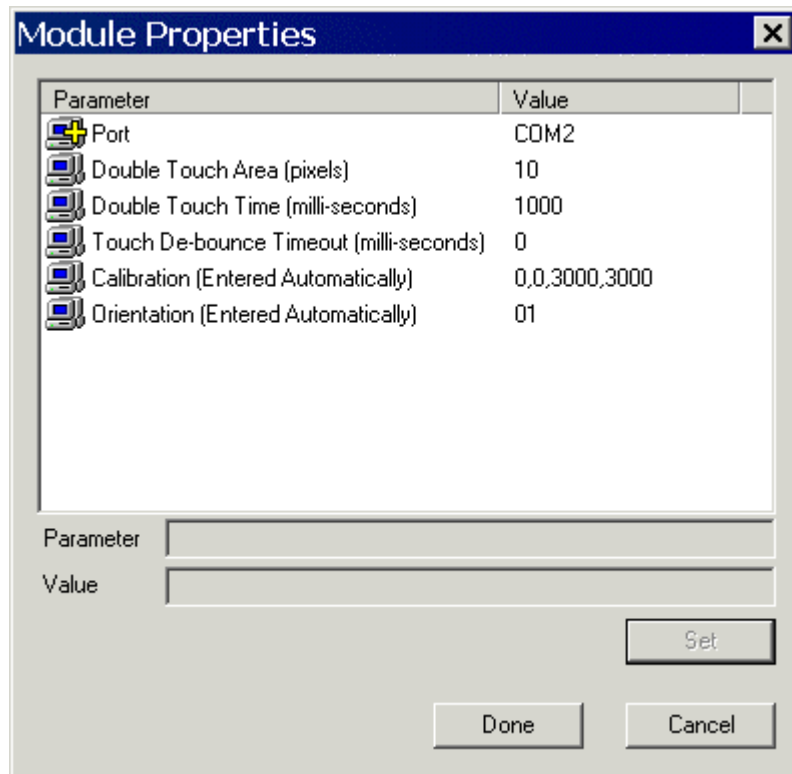 Module Properties
Parameter Value
Port COM2
Double Touch Area (pixels) 10
Double Touch Time (milli-seconds) 1000
Touch De-bounce Timeout (milli-seconds) 0
Calibration (Entered Automatically) 0,0,3000,3000
Orientation (Entered Automatically) 01
Parameter
Value
Set
Done Cancel